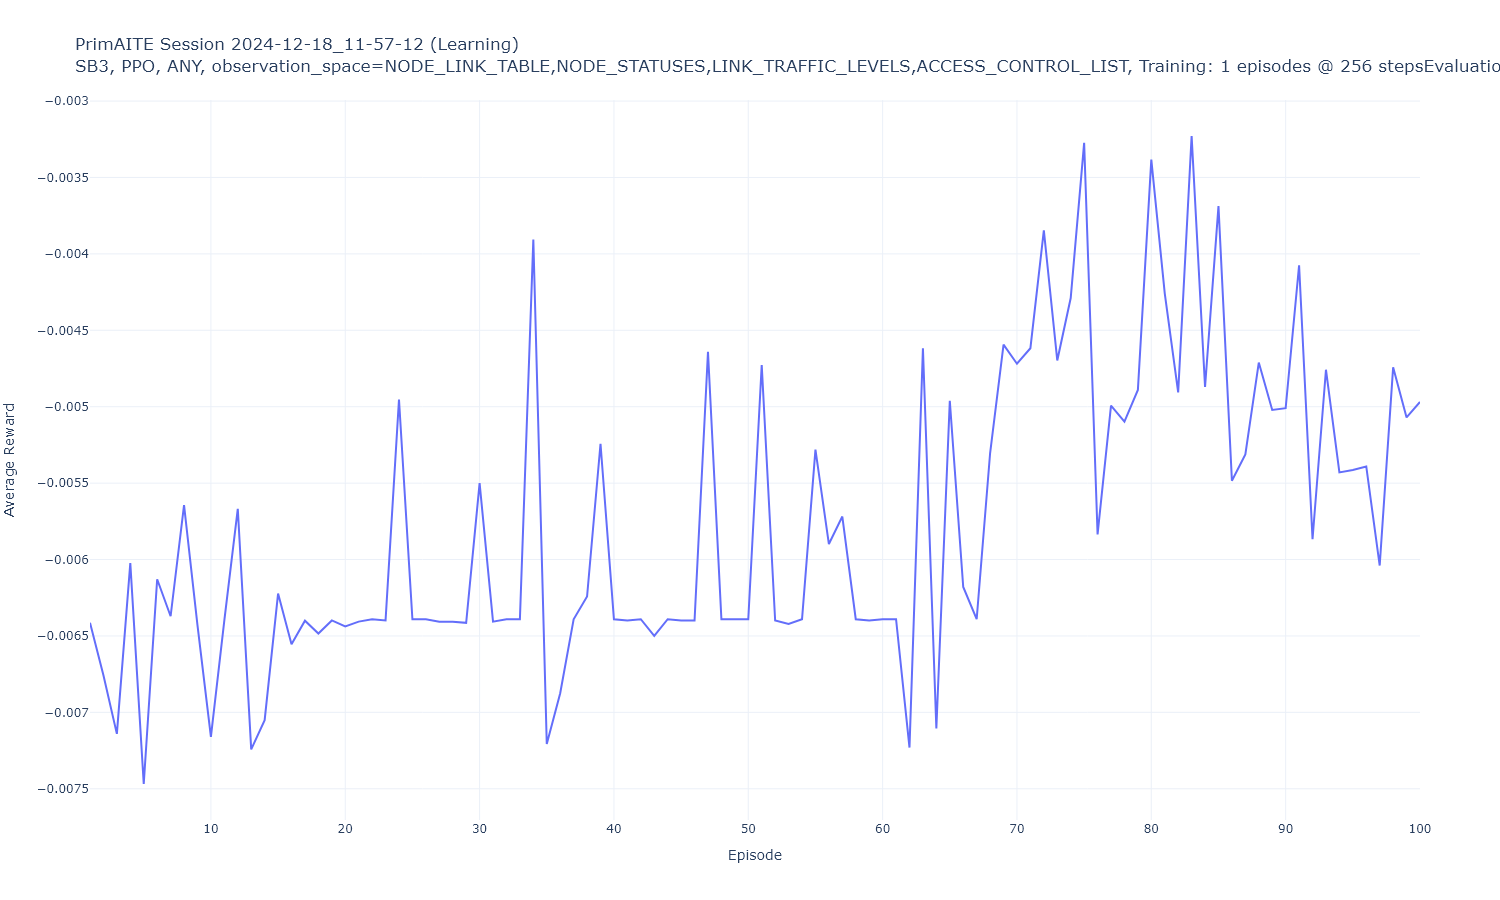 PrimAITE Session 2024-12-18_11-57-12 (Learning)
SB3, PPO, ANY, observation_space=NODE_LINK_TABLE,NODE_STATUSES,LINK_TRAFFIC_LEVELS,ACCESS_CONTROL_LIST, Training: 1 episodes @ 256 stepsEvaluatio
−0.003
−0.0035
−0.004
−0.0045
−0.005
−0.0055
−0.006
−0.0065
−0.007
−0.0075
Average Reward
10 20 30 40 50 60 70 80 90 100
Episode